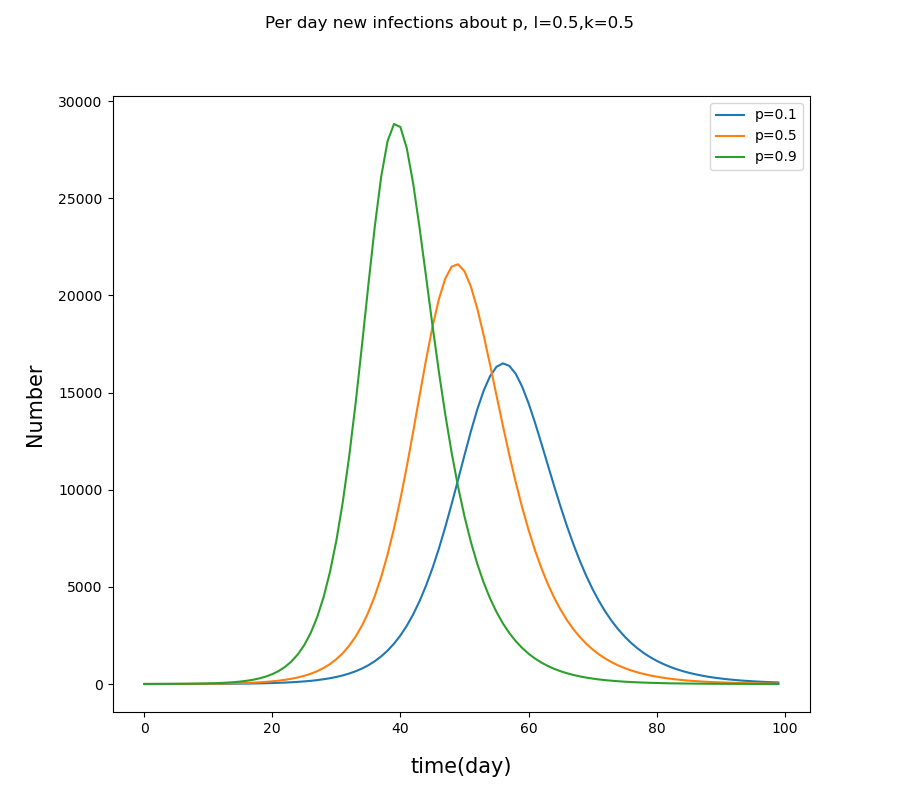 Per day new infections about p, l=0.5,k=0.5
30000
25000
20000
15000
10000
5000
0
Number
p=0.1
p=0.5
p=0.9
0 20 40 60 80 100
time(day)